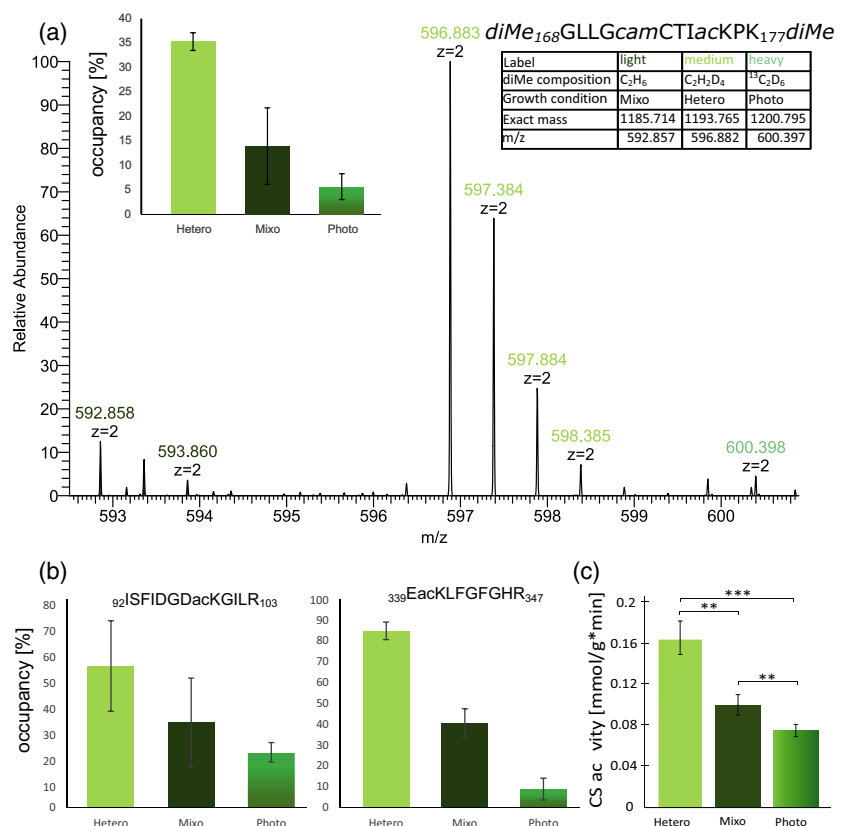 (a)
diMe168GLLGcamCTIacKPK177diMe
Label light medium heavy
diMe composition C2H6 C2H2D4 13C2D6
Growth condition Mixo Hetero Photo
Exact mass 1185.714 1193.765 1200.795
m/z 592.857 596.882 600.397
occupancy [%]
40
35
30
25
20
15
10
5
0
Hetero Mixo Photo
Relative Abundance
100
90
80
70
60
50
40
30
20
10
0
596.883
z=2
597.384
z=2
597.884
z=2
598.385
z=2
592.858
z=2
593.860
z=2
600.398
z=2
593 594 595 596 597 598 599 600
m/z
(b)
92ISFIDGDacKGILR103
occupancy [%]
80
70
60
50
40
30
20
10
0
Hetero Mixo Photo
339EacKLFGFGHR347
100
90
80
70
60
50
40
30
20
10
0
Hetero Mixo Photo
(c)
CS ac vity [mmol/g*min]
0.2
0.16
0.12
0.08
0.04
0
***
**
**
Hetero Mixo Photo